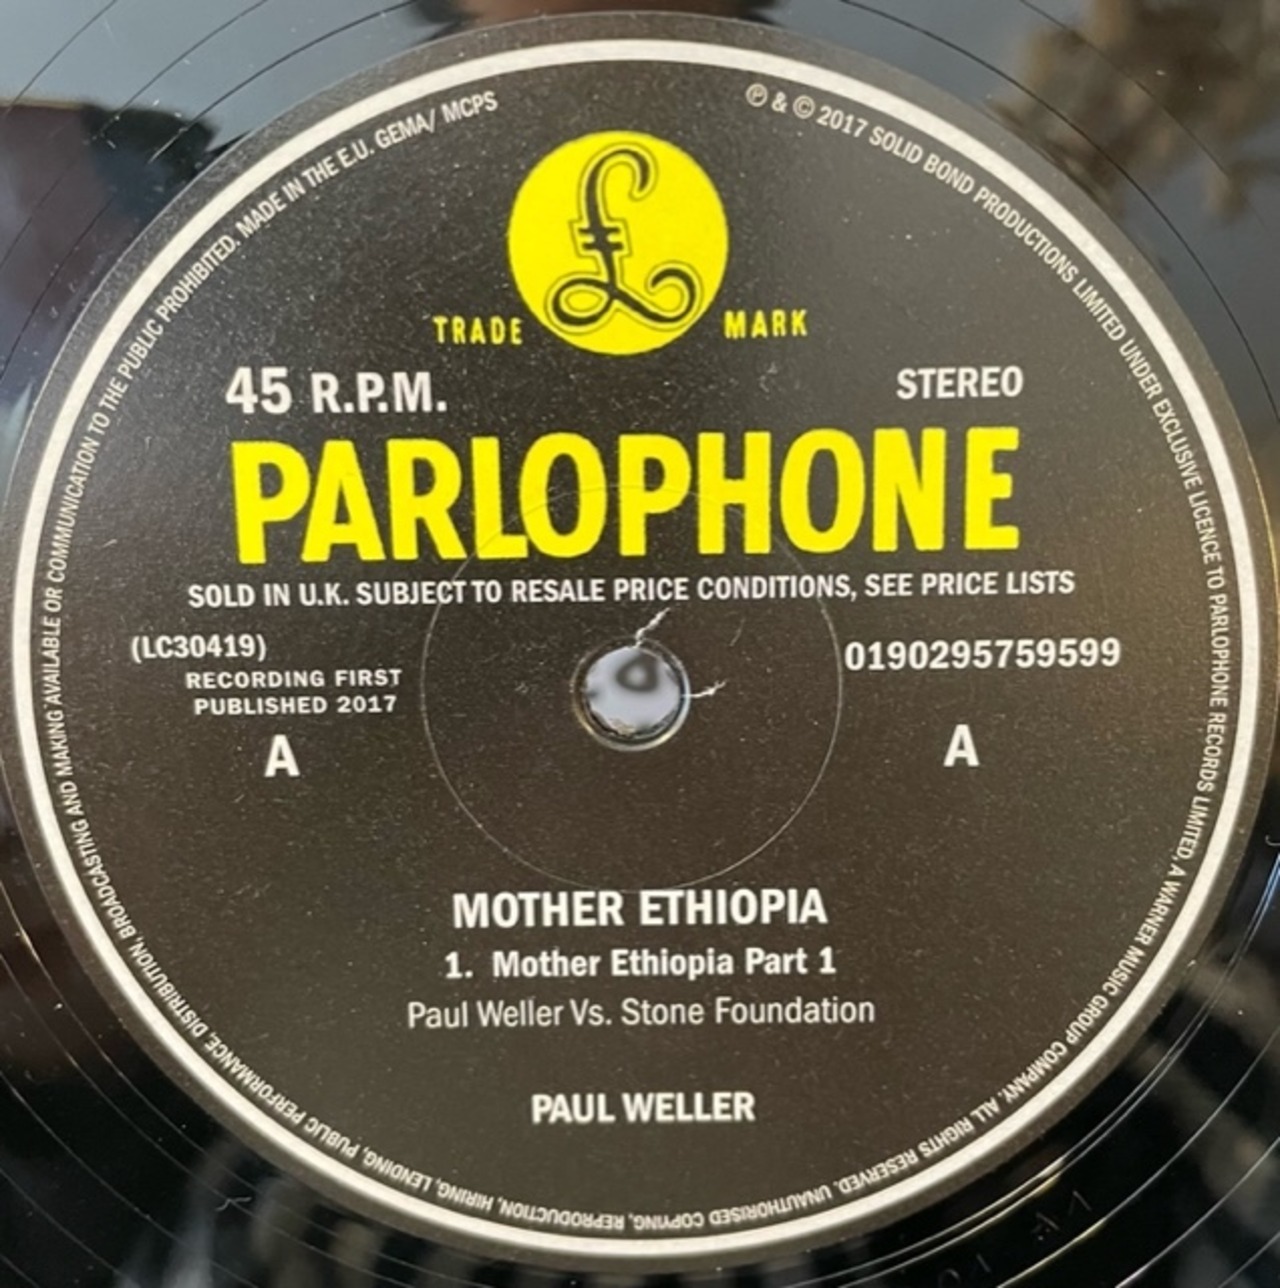 ℗ & © 2017 SOLID BOND PRODUCTIONS LIMITED UNDER EXCLUSIVE LICENCE TO PARLOPHONE RECORDS LIMITED, A WARNER MUSIC GROUP COMPANY. ALL RIGHTS RESERVED. UNAUTHORISED COPYING, REPRODUCTION, HIRING, LENDING, PUBLIC PERFORMANCE, DISTRIBUTION, BROADCASTING AND MAKING AVAILABLE OR COMMUNICATION TO THE PUBLIC PROHIBITED. MADE IN THE E.U. GEMA/ MCPS
£
TRADE MARK
45 R.P.M. STEREO
PARLOPHONE
SOLD IN U.K. SUBJECT TO RESALE PRICE CONDITIONS, SEE PRICE LISTS
(LC30419) 0190295759599
RECORDING FIRST
PUBLISHED 2017
A A
MOTHER ETHIOPIA
1. Mother Ethiopia Part 1
Paul Weller Vs. Stone Foundation
PAUL WELLER